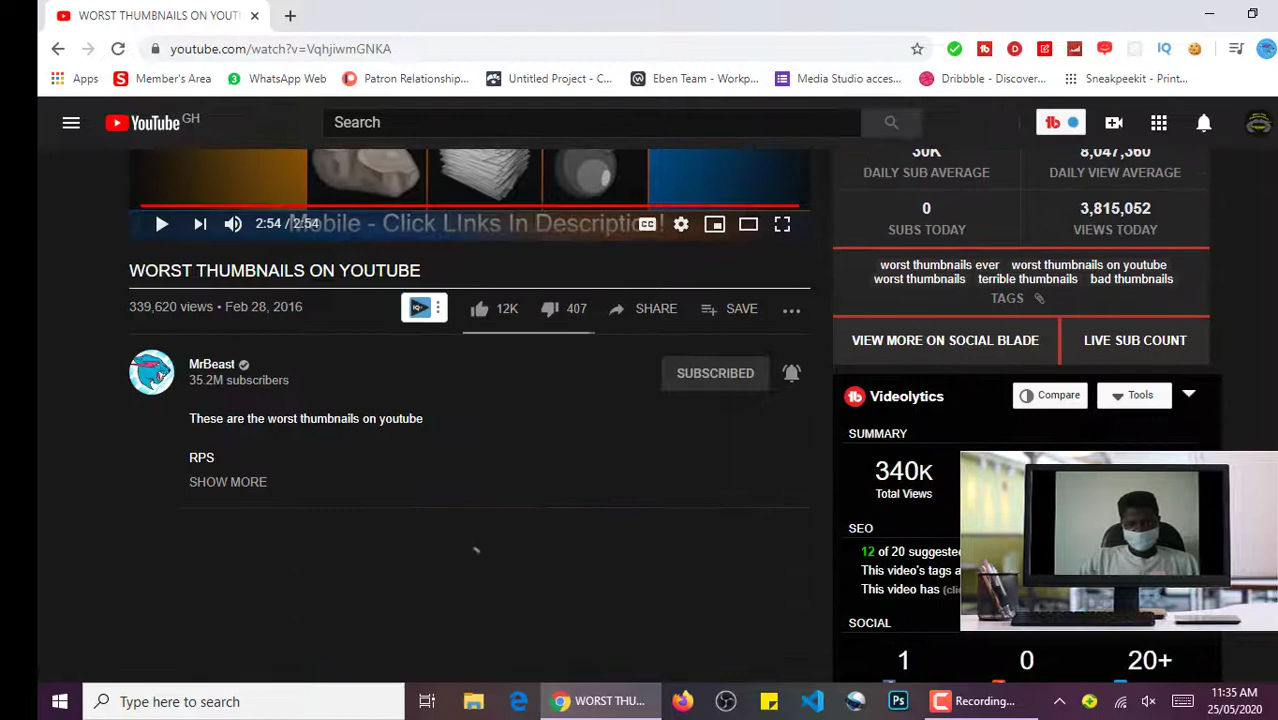 WORST THUMBNAILS ON YOUT
youtube.com/watch?v=VqhjiwmGNKA
Apps Member's Area WhatsApp Web Patron Relationship... Untitled Project - C... Eben Team - Workp... Media Studio acces... Dribbble - Discover... Sneakpeekit - Print...
YouTube GH
Search
30K 8,047,360
DAILY SUB AVERAGE DAILY VIEW AVERAGE
0 3,815,052
SUBS TODAY VIEWS TODAY
Mobile - Click LInks In Description!
2:54 / 2:54
WORST THUMBNAILS ON YOUTUBE
339,620 views • Feb 28, 2016
12K 407 SHARE SAVE
MrBeast
35.2M subscribers
SUBSCRIBED
These are the worst thumbnails on youtube
RPS
SHOW MORE
worst thumbnails ever worst thumbnails on youtube
worst thumbnails terrible thumbnails bad thumbnails
TAGS
VIEW MORE ON SOCIAL BLADE LIVE SUB COUNT
Videolytics Compare Tools
SUMMARY
340K
Total Views
SEO
12 of 20 suggested
This video's tags a
This video has (cli
SOCIAL
1 0 20+
Type here to search
WORST THU...
Recording...
11:35 AM
25/05/2020